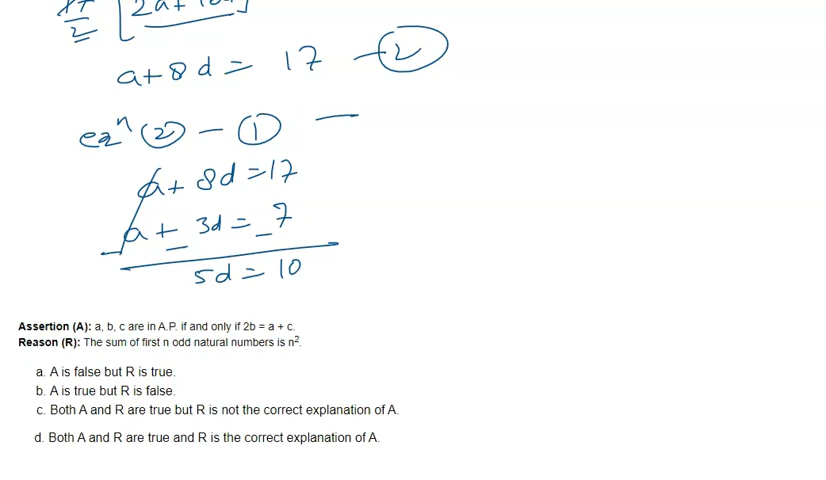 2 [2a+
a+8d = 17 — ②
eqⁿ ② – ① —
a + 8d = 17
a + 3d = 7
5d = 10
Assertion (A): a, b, c are in A.P. if and only if 2b = a + c.
Reason (R): The sum of first n odd natural numbers is n².
a. A is false but R is true.
b. A is true but R is false.
c. Both A and R are true but R is not the correct explanation of A.
d. Both A and R are true and R is the correct explanation of A.